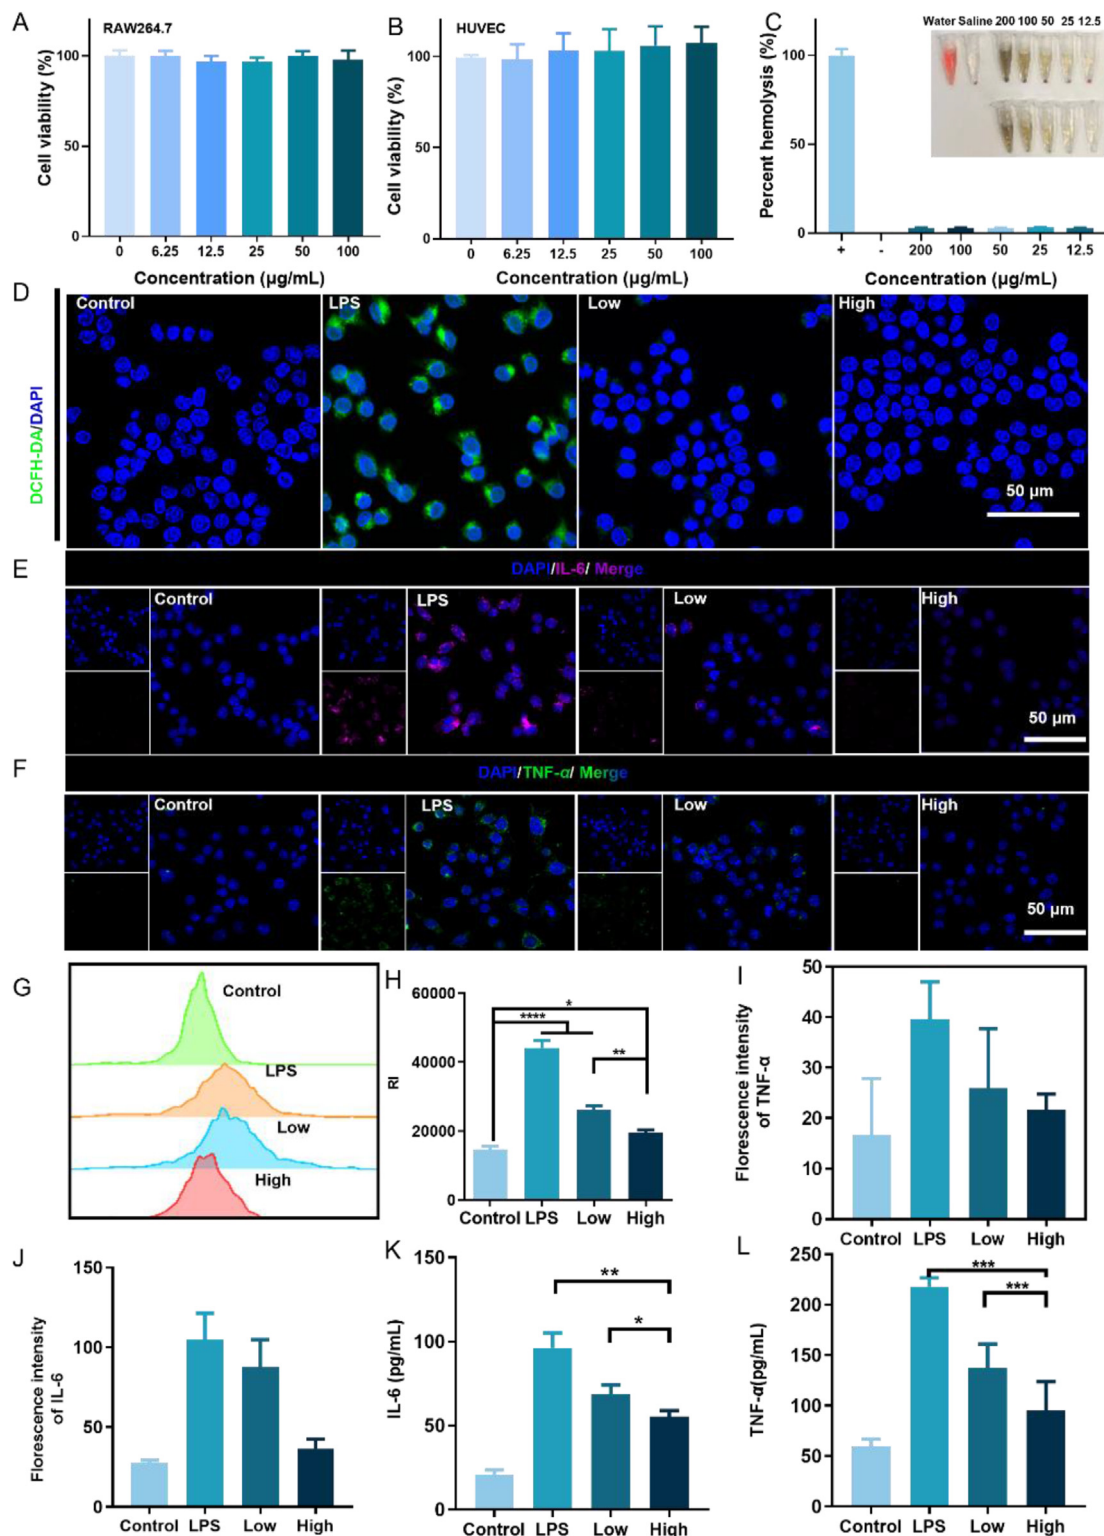 A
RAW264.7
Cell viability (%)
100
50
0
0 6.25 12.5 25 50 100
Concentration (µg/mL)
B
HUVEC
Cell viability (%)
100
50
0
0 6.25 12.5 25 50 100
Concentration (µg/mL)
C
Percent hemolysis (%)
100
50
0
+ - 200 100 50 25 12.5
Concentration (µg/mL)
Water Saline 200 100 50 25 12.5
D
DCFH-DA/DAPI
Control
LPS
Low
High
50 µm
E
DAPI/IL-6/ Merge
Control
LPS
Low
High
50 µm
F
DAPI/TNF-α/ Merge
Control
LPS
Low
High
50 µm
G
Control
LPS
Low
High
H
RI
60000
40000
20000
0
*
****
**
Control LPS Low High
I
Florescence intensity
of TNF-α
50
40
30
20
10
0
Control LPS Low High
J
Florescence intensity
of IL-6
150
100
50
0
Control LPS Low High
K
IL-6 (pg/mL)
150
100
50
0
**
*
Control LPS Low High
L
TNF-α(pg/mL)
250
200
150
100
50
0
***
***
Control LPS Low High